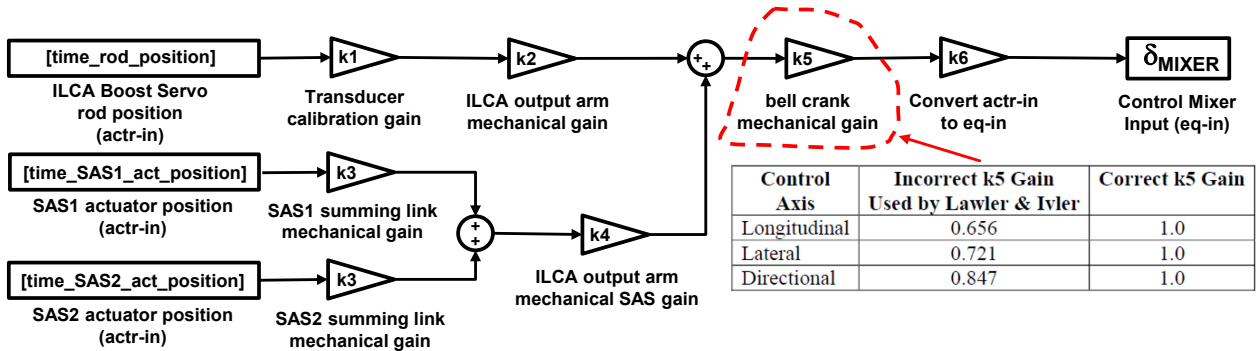 [time_rod_position]
ILCA Boost Servo
rod position
(actr-in)
k1
Transducer
calibration gain
k2
ILCA output arm
mechanical gain
+
+
k5
bell crank
mechanical gain
k6
Convert actr-in
to eq-in
δMIXER
Control Mixer
Input (eq-in)
[time_SAS1_act_position]
SAS1 actuator position
(actr-in)
k3
SAS1 summing link
mechanical gain
+
+
k4
ILCA output arm
mechanical SAS gain
[time_SAS2_act_position]
SAS2 actuator position
(actr-in)
k3
SAS2 summing link
mechanical gain
Control Axis Incorrect k5 Gain Used by Lawler & Ivler Correct k5 Gain
Longitudinal 0.656 1.0
Lateral 0.721 1.0
Directional 0.847 1.0